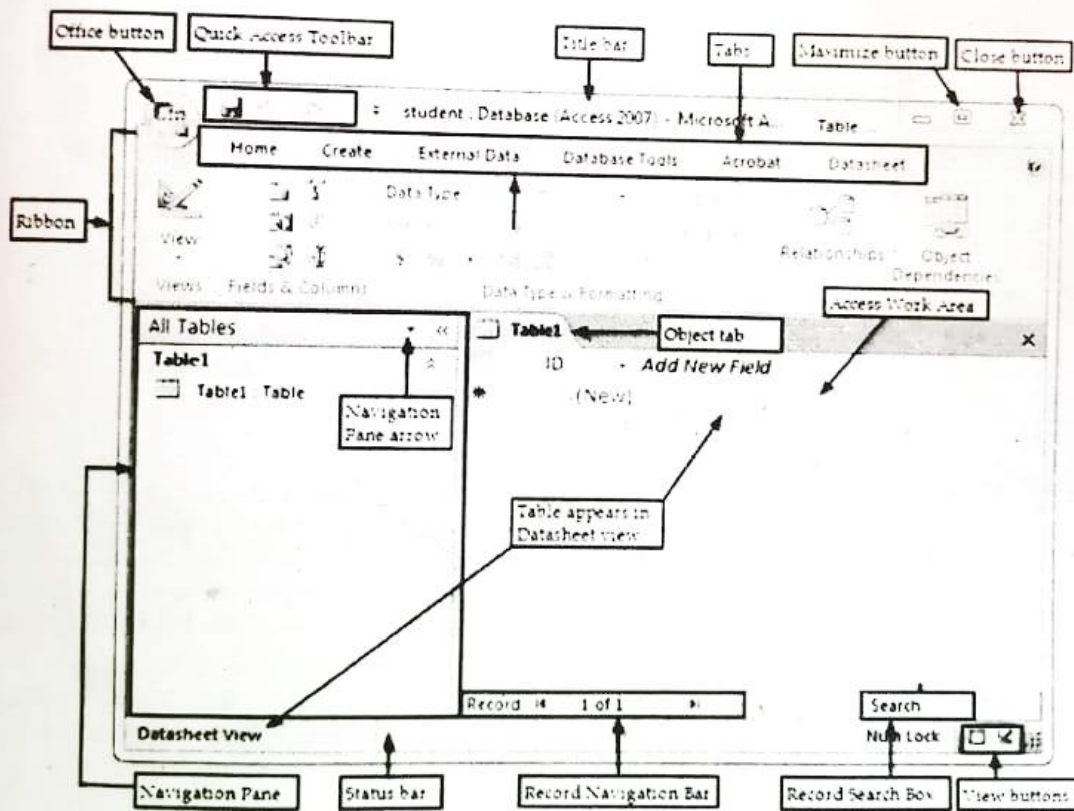 Office button
Quick Access Toolbar
Title bar
Tabs
Maximize button
Close button
student : Database (Access 2007) - Microsoft A...
Table ...
Home Create External Data Database Tools Acrobat Datasheet
Ribbon
View
Data Type
Relationships
Object
Dependencies
Views
Fields & Columns
Data Type & Formatting
Access Work Area
All Tables
Table1
Object tab
Table1
ID
Add New Field
Table1 : Table
(New)
Navigation
Pane arrow
Table appears in
Datasheet view
Record
1 of 1
Search
Datasheet View
Num Lock
Navigation Pane
Status bar
Record Navigation Bar
Record Search Box
View buttons